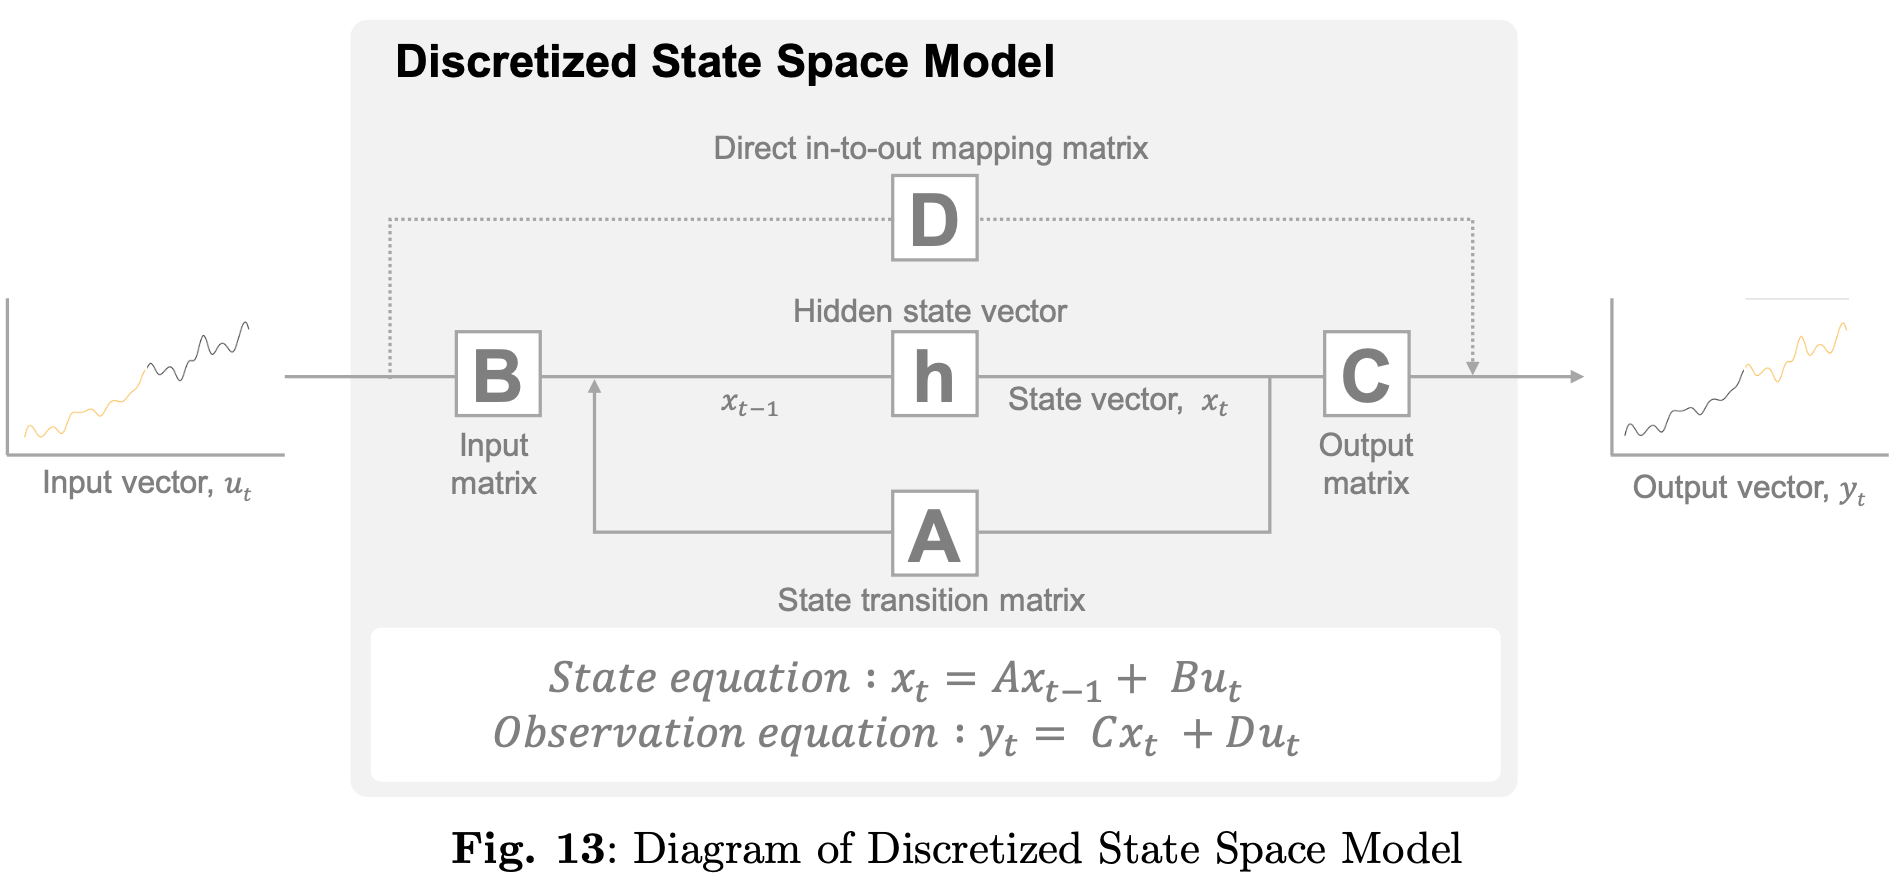 Discretized State Space Model
Direct in-to-out mapping matrix
D
Hidden state vector
B
h
C
x_{t−1}
State vector, x_t
Input
matrix
Output
matrix
Input vector, u_t
Output vector, y_t
A
State transition matrix
State equation : x_t = Ax_{t−1} + Bu_t
Observation equation : y_t = Cx_t + Du_t
Fig. 13: Diagram of Discretized State Space Model